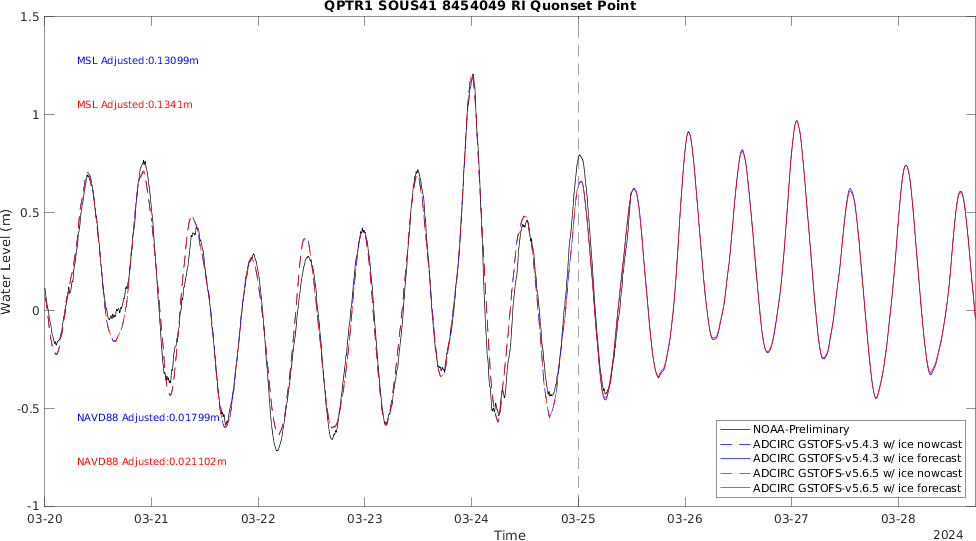 QPTR1 SOUS41 8454049 RI Quonset Point
1.5
MSL Adjusted:0.13099m
MSL Adjusted:0.1341m
1
0.5
0
-0.5
-1
Water Level (m)
NAVD88 Adjusted:0.01799m
NAVD88 Adjusted:0.021102m
NOAA-Preliminary
ADCIRC GSTOFS-v5.4.3 w/ ice nowcast
ADCIRC GSTOFS-v5.4.3 w/ ice forecast
ADCIRC GSTOFS-v5.6.5 w/ ice nowcast
ADCIRC GSTOFS-v5.6.5 w/ ice forecast
03-20 03-21 03-22 03-23 03-24 03-25 03-26 03-27 03-28
Time
2024